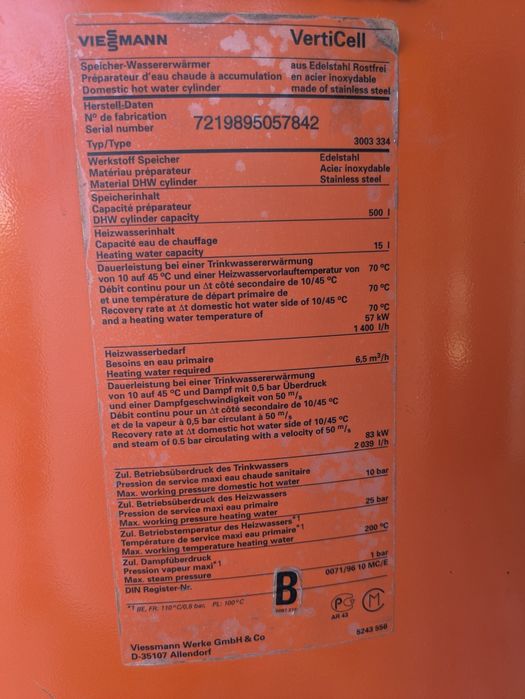 VIESSMANN VertiCell
Speicher-Wassererwärmer aus Edelstahl Rostfrei
Préparateur d'eau chaude à accumulation en acier inoxydable
Domestic hot water cylinder made of stainless steel
Herstell-Daten
Nº de fabrication
Serial number 7219895057842
Typ/Type 3003 334
Werkstoff Speicher Edelstahl
Matériau préparateur Acier inoxydable
Material DHW cylinder Stainless steel
Speicherinhalt
Capacité préparateur
DHW cylinder capacity 500 l
Heizwasserinhalt
Capacité eau de chauffage
Heating water capacity 15 l
Dauerleistung bei einer Trinkwassererwärmung
von 10 auf 45 ºC und einer Heizwasservorlauftemperatur von 70 ºC
Débit continu pour un Δt côté secondaire de 10/45 ºC
et une température de départ primaire de 70 ºC
Recovery rate at Δt domestic hot water side of 10/45 ºC
and a heating water temperature of 70 ºC
57 kW
1 400 l/h
Heizwasserbedarf
Besoins en eau primaire
Heating water required 6,5 m³/h
Dauerleistung bei einer Trinkwassererwärmung
von 10 auf 45 ºC und Dampf mit 0,5 bar Überdruck
und einer Dampfgeschwindigkeit von 50 m/s
Débit continu pour un Δt côté secondaire de 10/45 ºC
et de la vapeur à 0,5 bar circulant à 50 m/s
Recovery rate at Δt domestic hot water side of 10/45 ºC
and steam of 0.5 bar circulating with a velocity of 50 m/s 83 kW
2 039 l/h
Zul. Betriebsüberdruck des Trinkwassers
Pression de service maxi eau chaude sanitaire
Max. working pressure domestic hot water 10 bar
Zul. Betriebsüberdruck des Heizwassers
Pression de service maxi eau primaire
Max. working pressure heating water 25 bar
Zul. Betriebstemperatur des Heizwassers*1
Température de service maxi eau primaire*1
Max. working temperature heating water 200 ºC
Zul. Dampfüberdruck
Pression vapeur maxi*1
Max. steam pressure 1 bar
DIN Register-Nr. 0071/96 10 MC/E
*1 BE, FR, 110°C/0,5 bar, PL: 100°C
B
AR 43
5243 556
Viessmann Werke GmbH & Co
D-35107 Allendorf